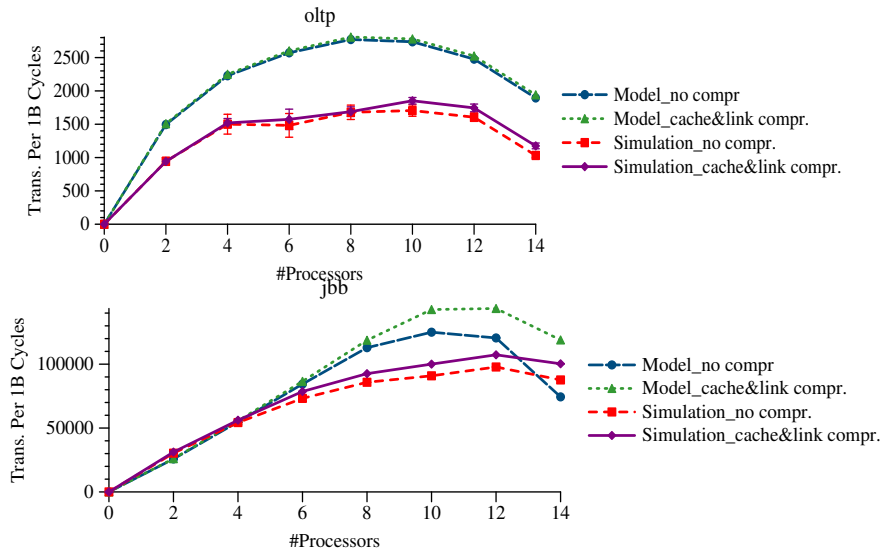 oltp
Trans. Per 1B Cycles
2500
2000
1500
1000
500
0
0 2 4 6 8 10 12 14
#Processors
Model_no compr
Model_cache&link compr.
Simulation_no compr.
Simulation_cache&link compr.
jbb
Trans. Per 1B Cycles
100000
50000
0
0 2 4 6 8 10 12 14
#Processors
Model_no compr
Model_cache&link compr.
Simulation_no compr.
Simulation_cache&link compr.